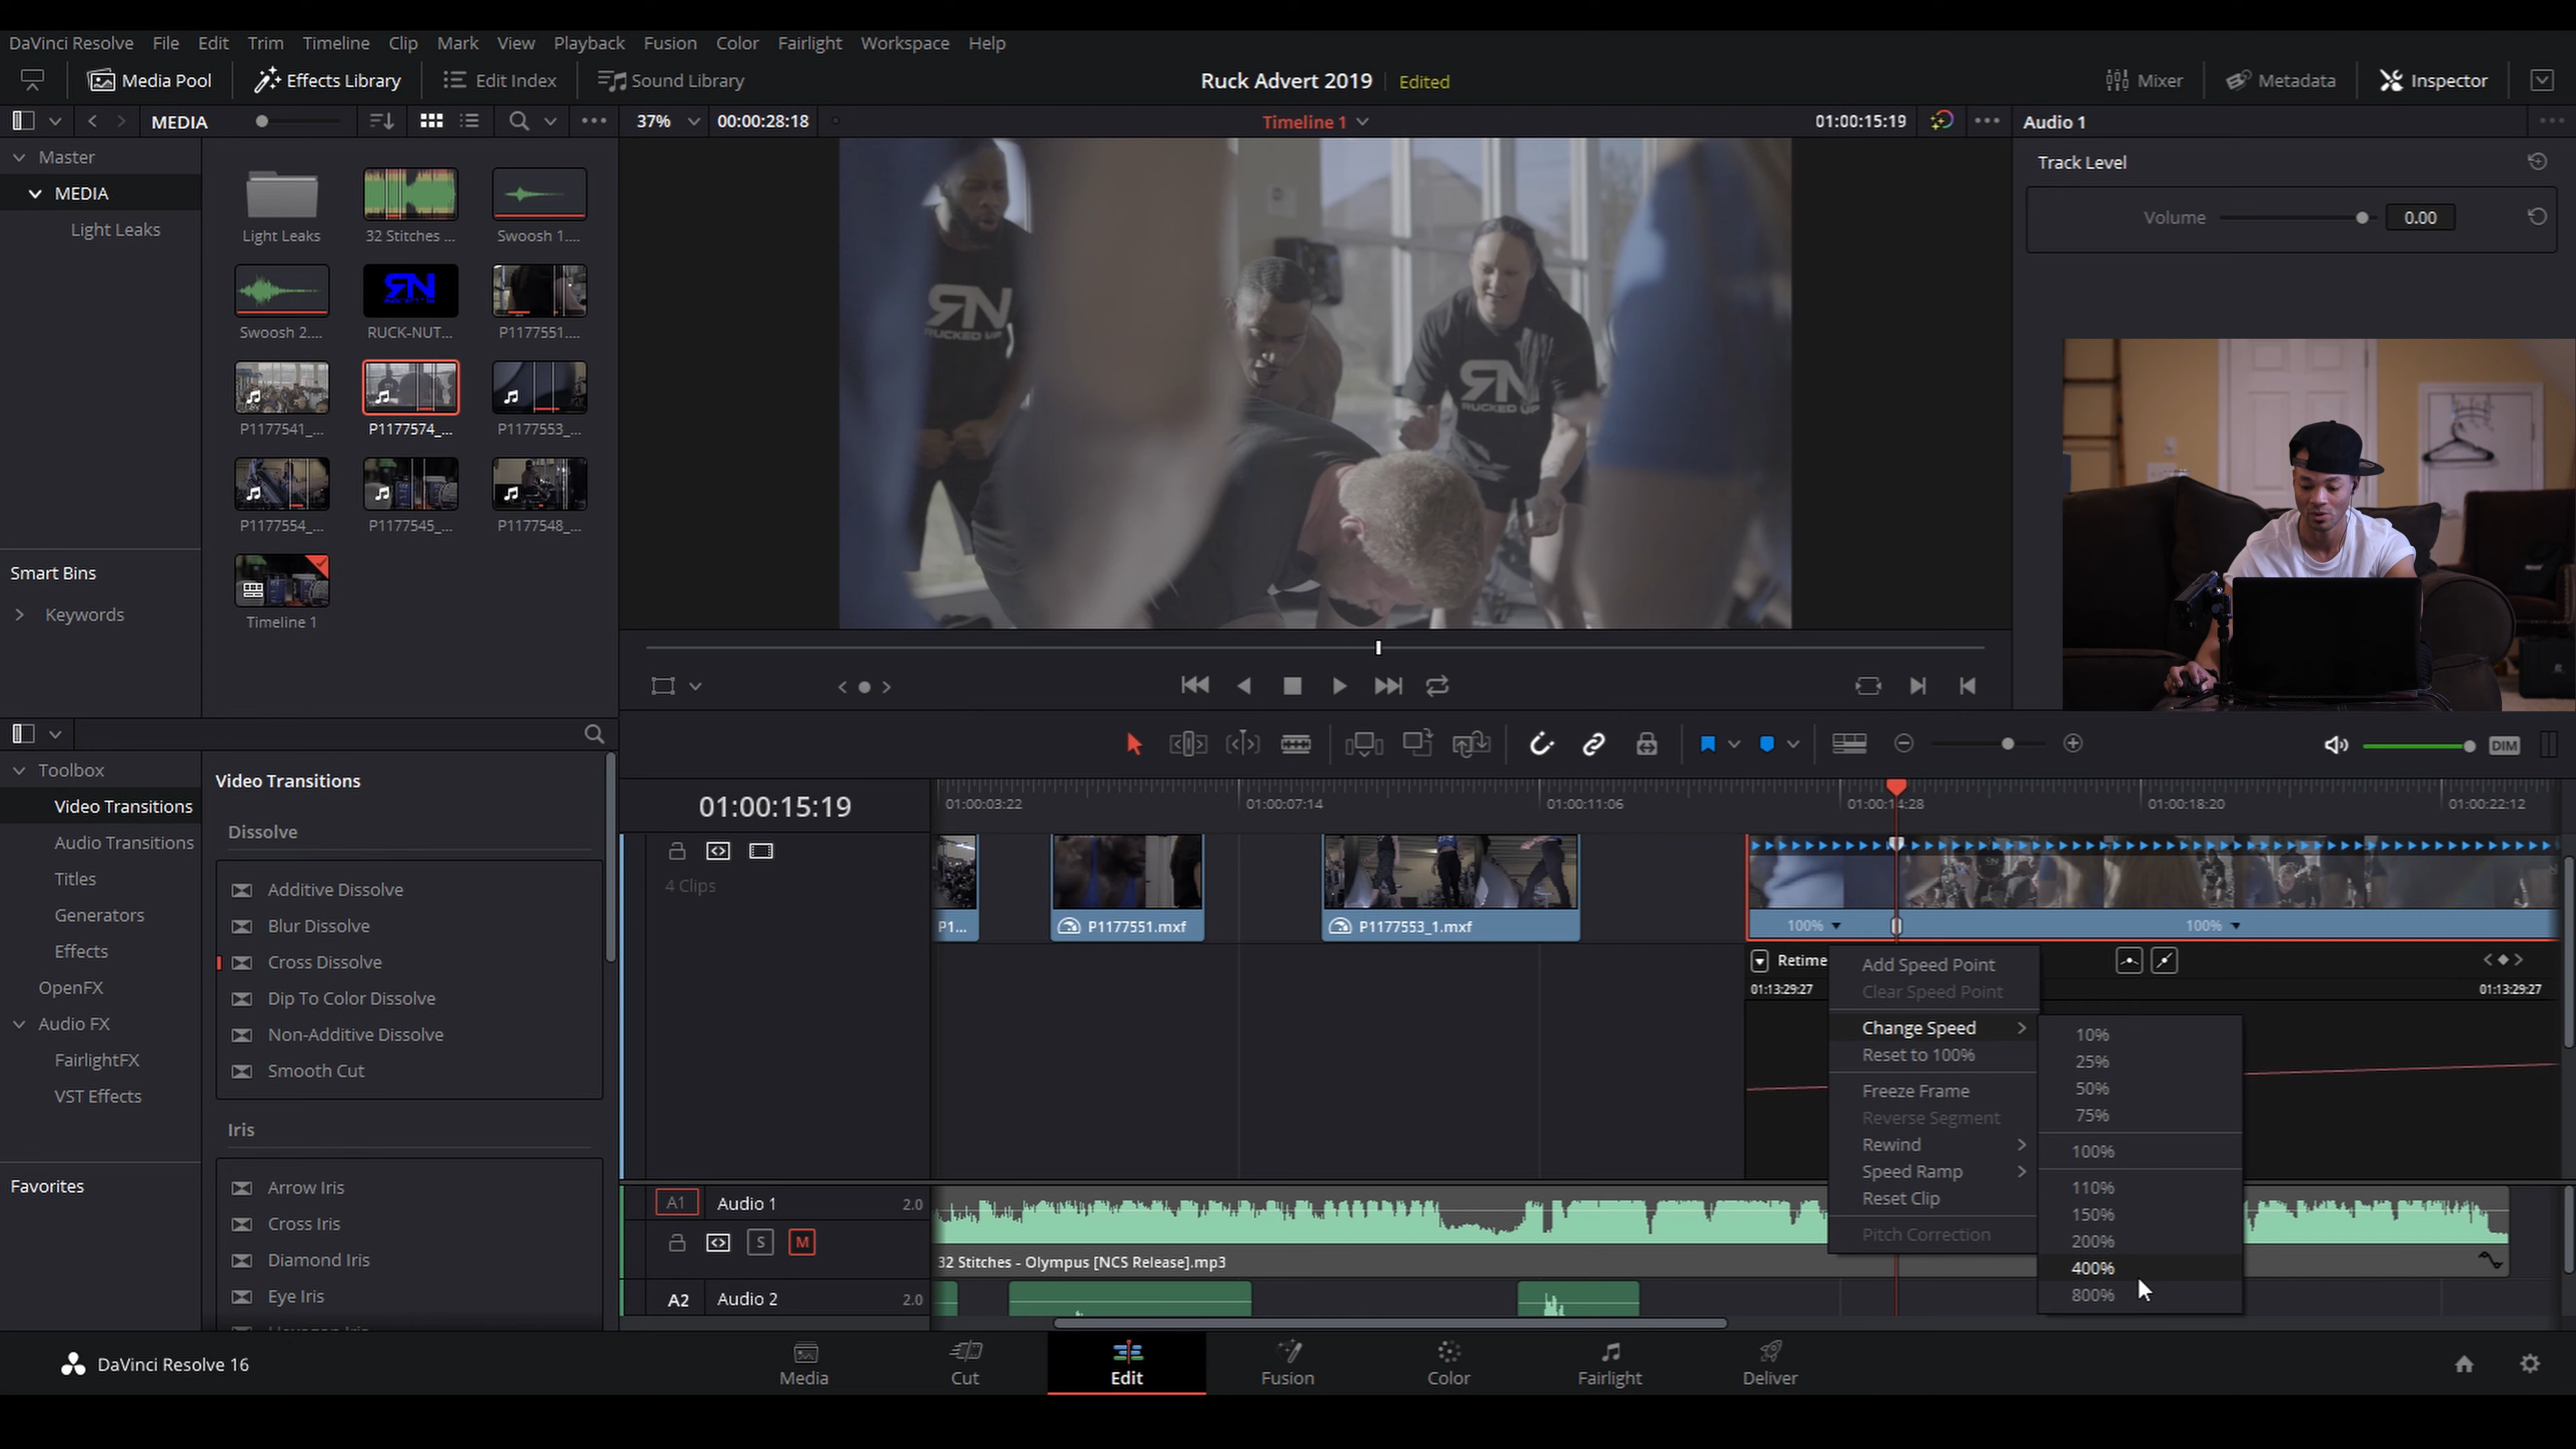 DaVinci Resolve File Edit Trim Timeline Clip Mark View Playback Fusion Color Fairlight Workspace Help
Media Pool Effects Library Edit Index Sound Library Ruck Advert 2019 Edited Mixer Metadata Inspector
MEDIA 37% 00:00:28:18 Timeline 1 01:00:15:19 Audio 1
Master
MEDIA
Light Leaks
Light Leaks 32 Stitches ... Swoosh 1....
RN
Swoosh 2.... RUCK-NUT... P1177551....
P1177541_... P1177574_... P1177553_...
P1177554_... P1177545_... P1177548_...
Timeline 1
Smart Bins
Keywords
RN
RUCKED UP
RN
RUCKED UP
Track Level
Volume 0.00
DIM
Toolbox
Video Transitions
Audio Transitions
Titles
Generators
Effects
OpenFX
Audio FX
FairlightFX
VST Effects
Favorites
Video Transitions
Dissolve
Additive Dissolve
Blur Dissolve
Cross Dissolve
Dip To Color Dissolve
Non-Additive Dissolve
Smooth Cut
Iris
Arrow Iris
Cross Iris
Diamond Iris
Eye Iris
Hexagon Iris
01:00:15:19 01:00:03:22 01:00:07:14 01:00:11:06 01:00:14:28 01:00:18:20 01:00:22:12
4 Clips
P1... P1177551.mxf P1177553_1.mxf 100% 100%
Retime
01:13:29:27 01:13:29:27
Add Speed Point
Clear Speed Point
Change Speed
Reset to 100%
Freeze Frame
Reverse Segment
Rewind
Speed Ramp
Reset Clip
Pitch Correction
10%
25%
50%
75%
100%
110%
150%
200%
400%
800%
A1 Audio 1 2.0
S M
32 Stitches - Olympus [NCS Release].mp3
A2 Audio 2 2.0
DaVinci Resolve 16 Media Cut Edit Fusion Color Fairlight Deliver